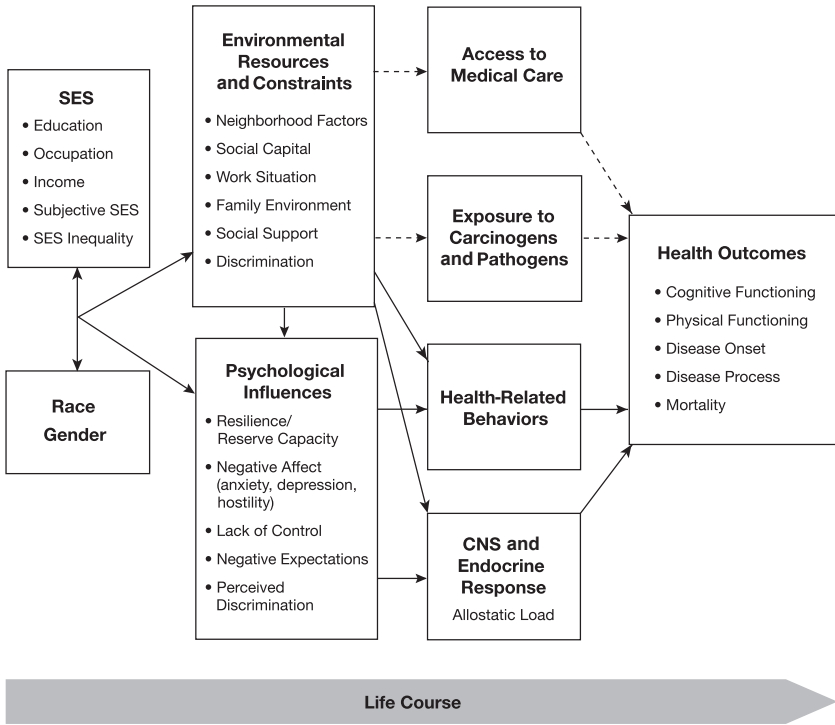 SES
• Education
• Occupation
• Income
• Subjective SES
• SES Inequality
Race
Gender
Environmental
Resources
and Constraints
• Neighborhood Factors
• Social Capital
• Work Situation
• Family Environment
• Social Support
• Discrimination
Psychological
Influences
• Resilience/
Reserve Capacity
• Negative Affect
(anxiety, depression,
hostility)
• Lack of Control
• Negative Expectations
• Perceived
Discrimination
Access to
Medical Care
Exposure to
Carcinogens
and Pathogens
Health-Related
Behaviors
CNS and
Endocrine
Response
Allostatic Load
Health Outcomes
• Cognitive Functioning
• Physical Functioning
• Disease Onset
• Disease Process
• Mortality
Life Course